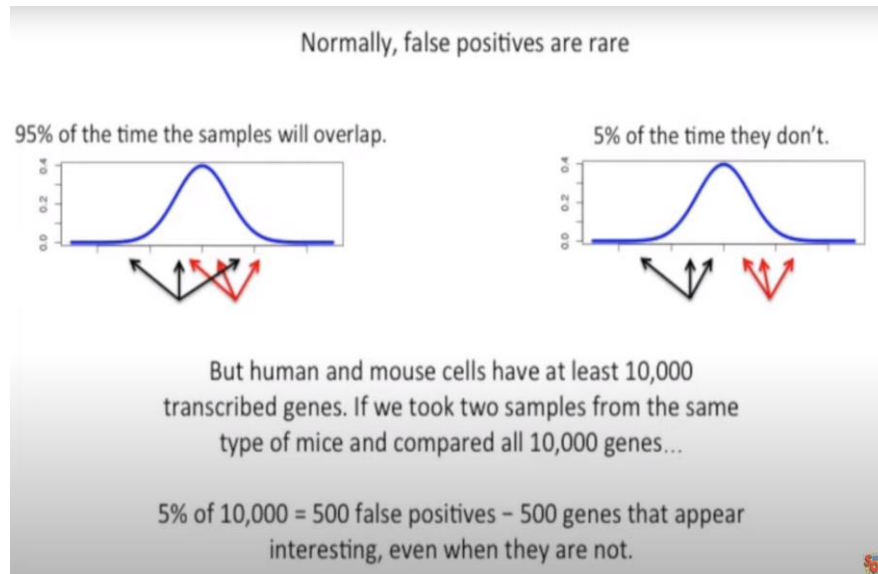 Normally, false positives are rare
95% of the time the samples will overlap.
5% of the time they don't.
0.4
0.2
0.0
0.4
0.2
0.0
But human and mouse cells have at least 10,000
transcribed genes. If we took two samples from the same
type of mice and compared all 10,000 genes...
5% of 10,000 = 500 false positives – 500 genes that appear
interesting, even when they are not.